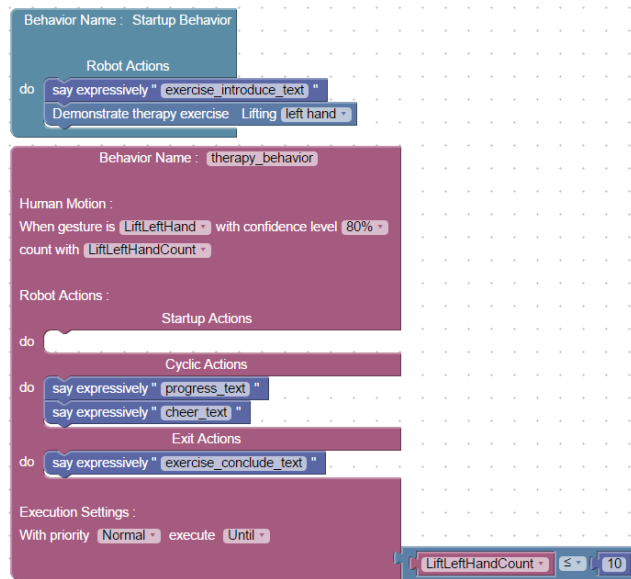 Behavior Name : Startup Behavior
Robot Actions
do say expressively " exercise_introduce_text "
Demonstrate therapy exercise Lifting left hand
Behavior Name : therapy_behavior
Human Motion :
When gesture is LiftLeftHand with confidence level 80%
count with LiftLeftHandCount
Robot Actions :
Startup Actions
do
Cyclic Actions
do say expressively " progress_text "
say expressively " cheer_text "
Exit Actions
do say expressively " exercise_conclude_text "
Execution Settings :
With priority Normal execute Until
LiftLeftHandCount ≤ 10